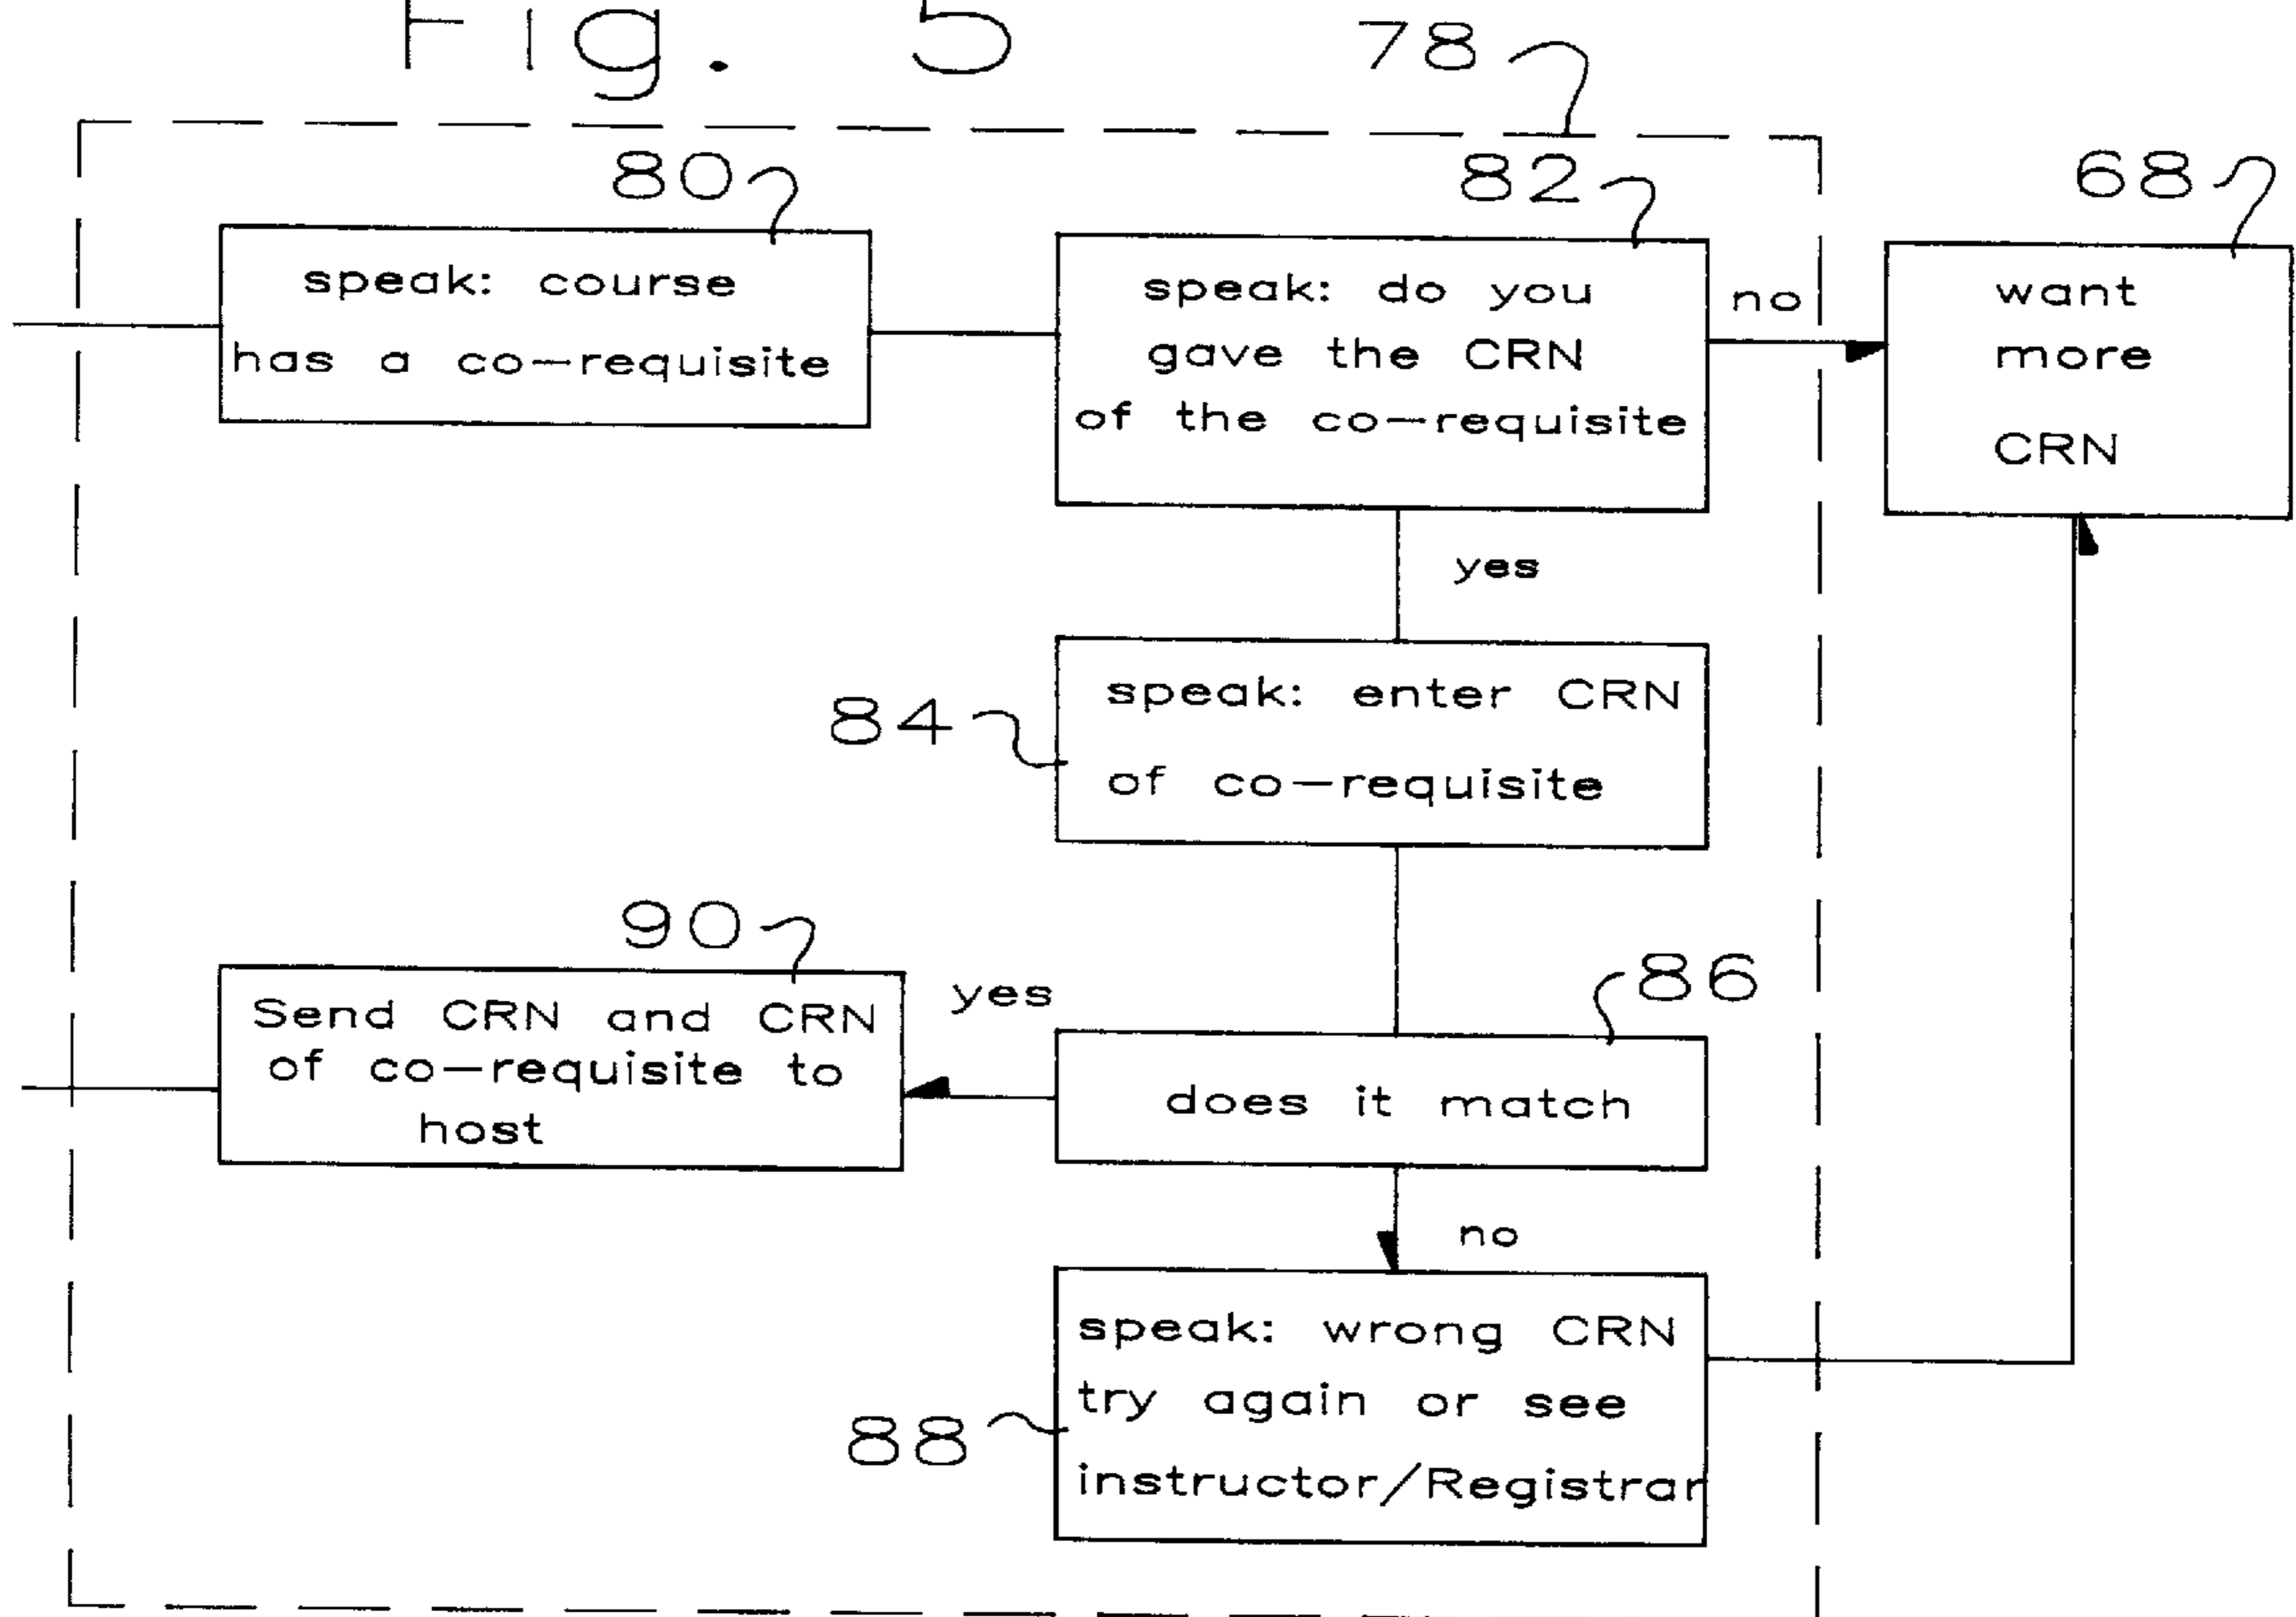 Fig. 5
78
80
82
68
speak: course
has a co-requisite
speak: do you
gave the CRN
of the co-requisite
no
want
more
CRN
yes
84
speak: enter CRN
of co-requisite
90
Send CRN and CRN
of co-requisite to
host
yes
86
does it match
no
88
speak: wrong CRN
try again or see
instructor/Registrar